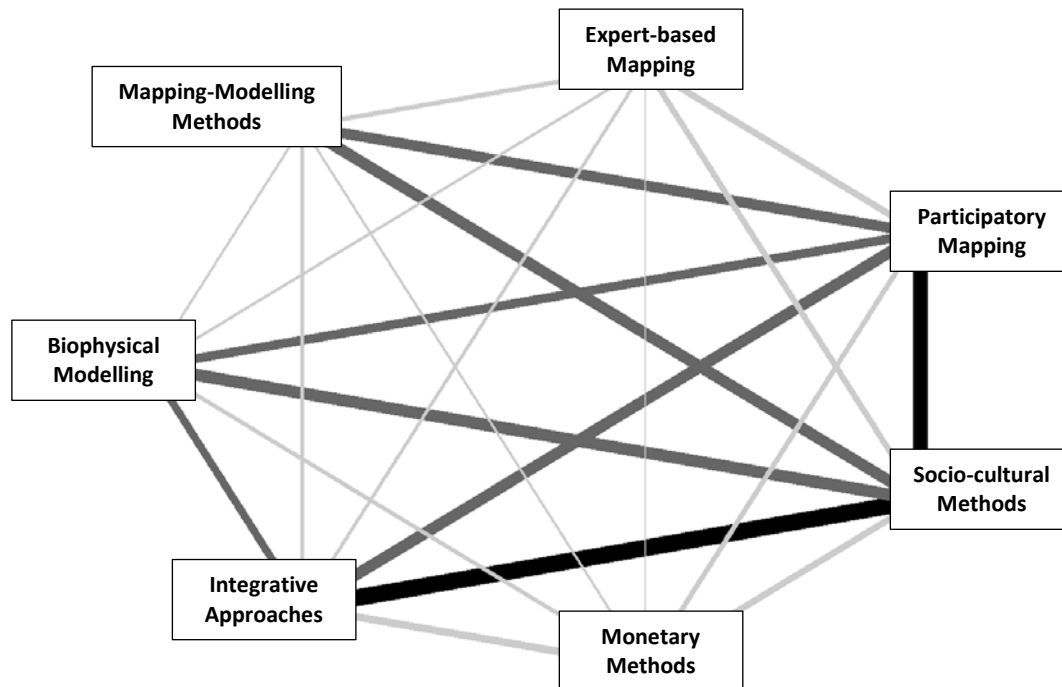 Expert-based
Mapping
Mapping-Modelling
Methods
Participatory
Mapping
Biophysical
Modelling
Socio-cultural
Methods
Integrative
Approaches
Monetary
Methods